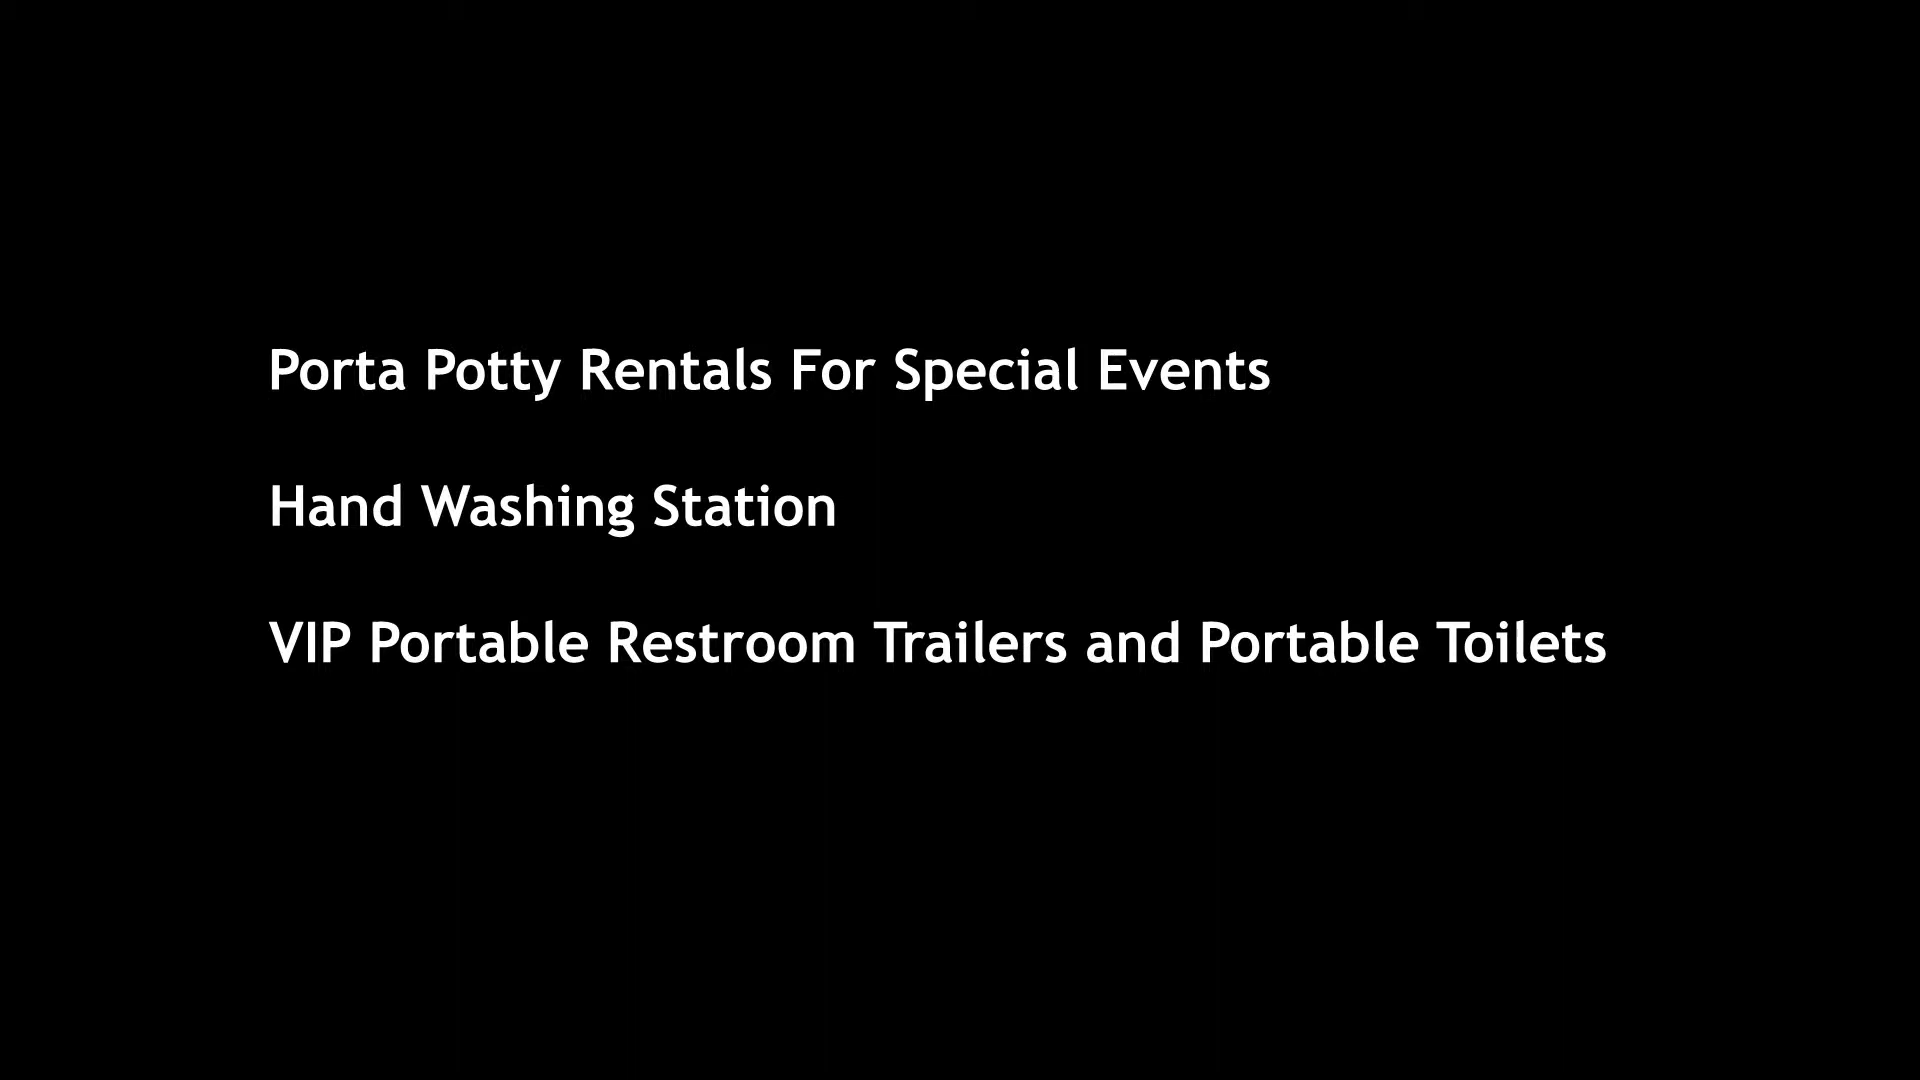 Porta Potty Rentals For Special Events
Hand Washing Station
VIP Portable Restroom Trailers and Portable Toilets